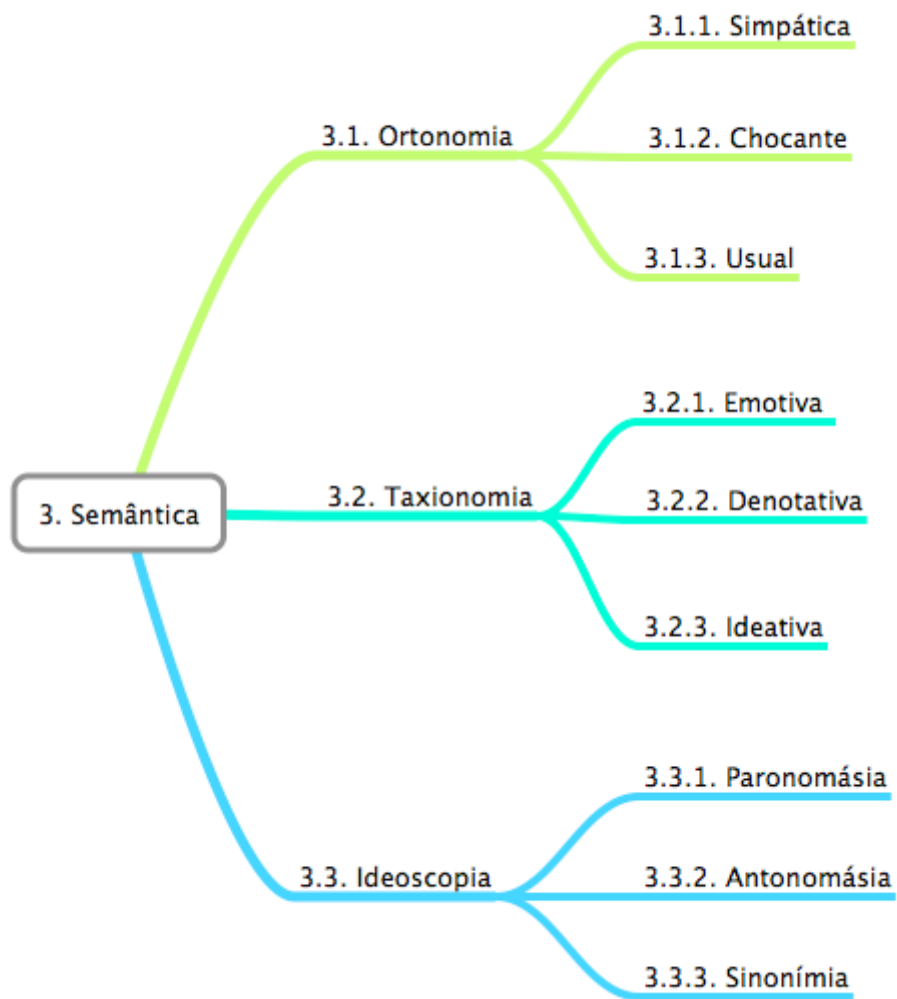 3. Semântica
3.1. Ortonomia
3.1.1. Simpática
3.1.2. Chocante
3.1.3. Usual
3.2. Taxionomia
3.2.1. Emotiva
3.2.2. Denotativa
3.2.3. Ideativa
3.3. Ideoscopia
3.3.1. Paronomásia
3.3.2. Antonomásia
3.3.3. Sinonímia